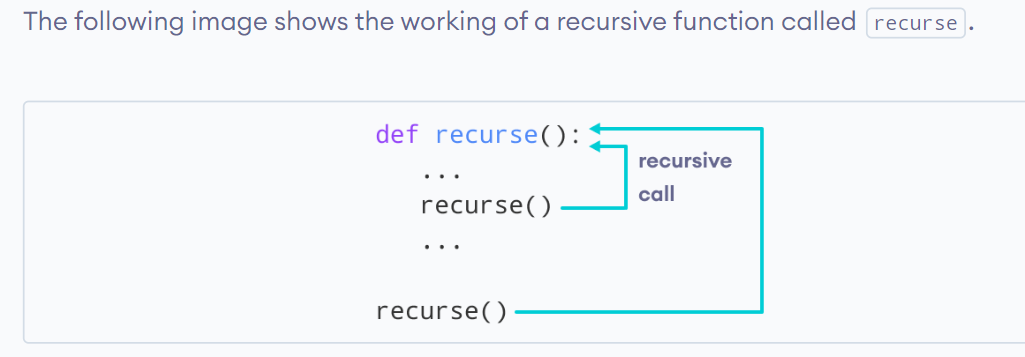 The following image shows the working of a recursive function called recurse.
def recurse():
...
recursive
call
recurse()
...
recurse()